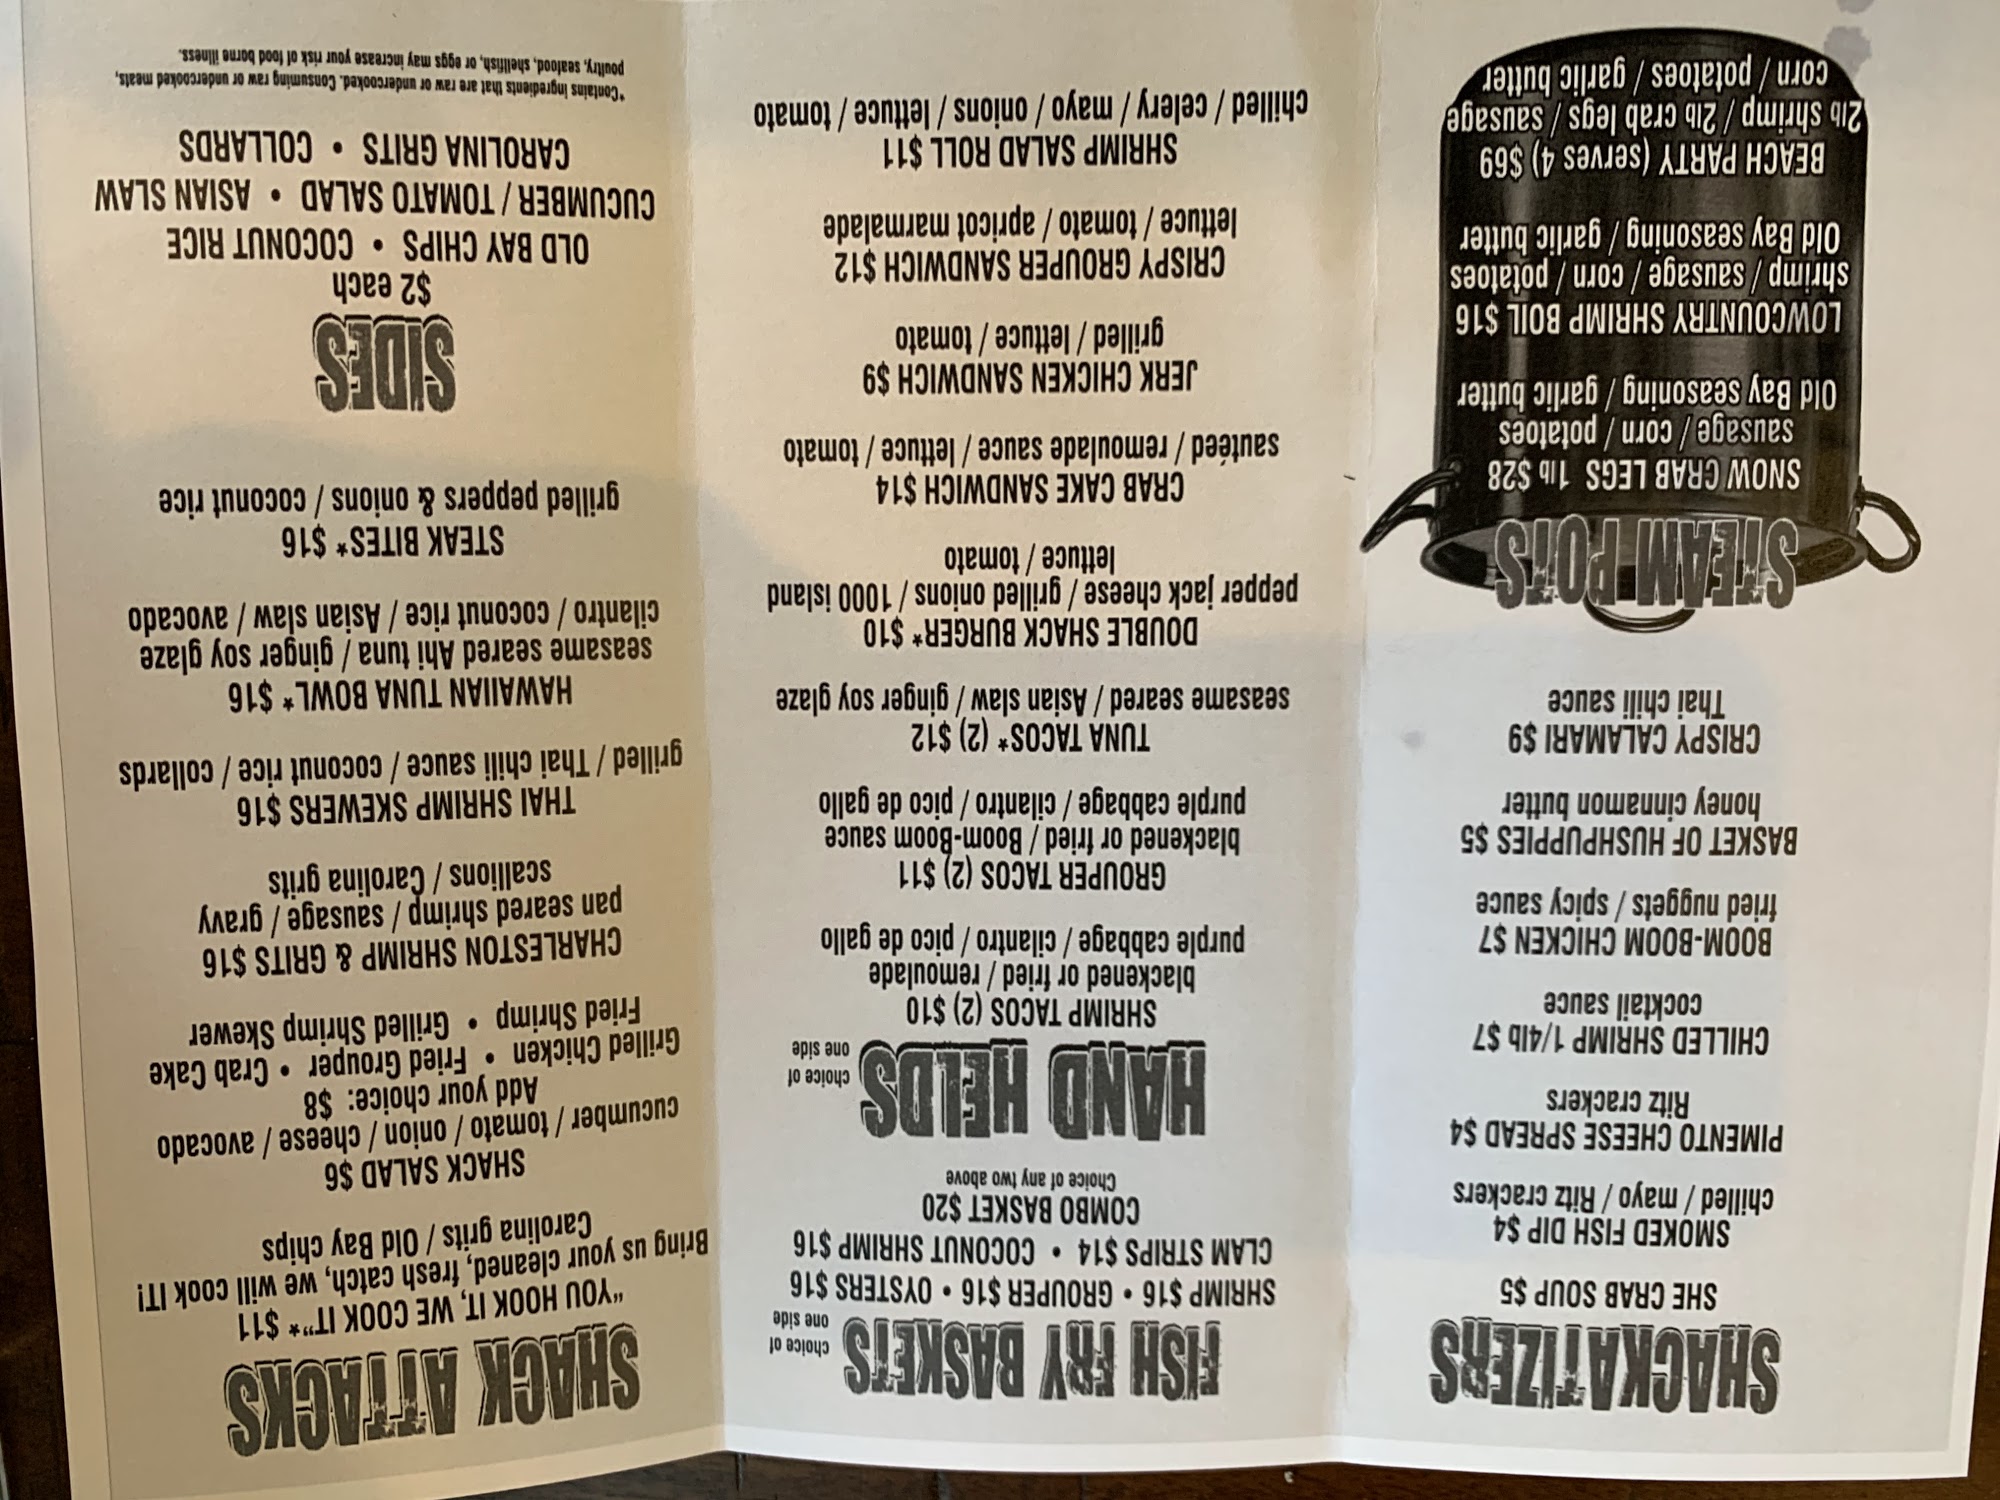 SHACKATIZERS
SHE CRAB SOUP $5
SMOKED FISH DIP $4
chilled / mayo / Ritz crackers
PIMENTO CHEESE SPREAD $4
Ritz crackers
CHILLED SHRIMP 1/4lb $7
cocktail sauce
BOOM-BOOM CHICKEN $7
fried nuggets / spicy sauce
BASKET OF HUSHPUPPIES $5
honey cinnamon butter
CRISPY CALAMARI $9
Thai chili sauce
STEAM POTS
SNOW CRAB LEGS 1lb $28
sausage / corn / potatoes
Old Bay seasoning / garlic butter
LOWCOUNTRY SHRIMP BOIL $16
shrimp / sausage / corn / potatoes
Old Bay seasoning / garlic butter
BEACH PARTY (serves 4) $69
2lb shrimp / 2lb crab legs / sausage
corn / potatoes / garlic butter
FISH FRY BASKETS choice of
one side
SHRIMP $16 • GROUPER $16 • OYSTERS $16
CLAM STRIPS $14 • COCONUT SHRIMP $16
COMBO BASKET $20
Choice of any two above
HAND HELDS choice of
one side
SHRIMP TACOS (2) $10
blackened or fried / remoulade
purple cabbage / cilantro / pico de gallo
GROUPER TACOS (2) $11
blackened or fried / Boom-Boom sauce
purple cabbage / cilantro / pico de gallo
TUNA TACOS* (2) $12
seasame seared / Asian slaw / ginger soy glaze
DOUBLE SHACK BURGER* $10
pepper jack cheese / grilled onions / 1000 island
lettuce / tomato
CRAB CAKE SANDWICH $14
sautéed / remoulade sauce / lettuce / tomato
JERK CHICKEN SANDWICH $9
grilled / lettuce / tomato
CRISPY GROUPER SANDWICH $12
lettuce / tomato / apricot marmalade
SHRIMP SALAD ROLL $11
chilled / celery / mayo / onions / lettuce / tomato
SHACK ATTACKS
"YOU HOOK IT, WE COOK IT"* $11
Bring us your cleaned, fresh catch, we will cook IT!
Carolina grits / Old Bay chips
SHACK SALAD $6
cucumber / tomato / onion / cheese / avocado
Add your choice: $8
Grilled Chicken • Fried Grouper • Crab Cake
Fried Shrimp • Grilled Shrimp Skewer
CHARLESTON SHRIMP & GRITS $16
pan seared shrimp / sausage / gravy
scallions / Carolina grits
THAI SHRIMP SKEWERS $16
grilled / Thai chili sauce / coconut rice / collards
HAWAIIAN TUNA BOWL* $16
seasame seared Ahi tuna / ginger soy glaze
cilantro / coconut rice / Asian slaw / avocado
STEAK BITES* $16
grilled peppers & onions / coconut rice
SIDES
$2 each
OLD BAY CHIPS • COCONUT RICE
CUCUMBER / TOMATO SALAD • ASIAN SLAW
CAROLINA GRITS • COLLARDS
*Contains ingredients that are raw or undercooked. Consuming raw or undercooked meats,
poultry, seafood, shellfish, or eggs may increase your risk of food borne illness.